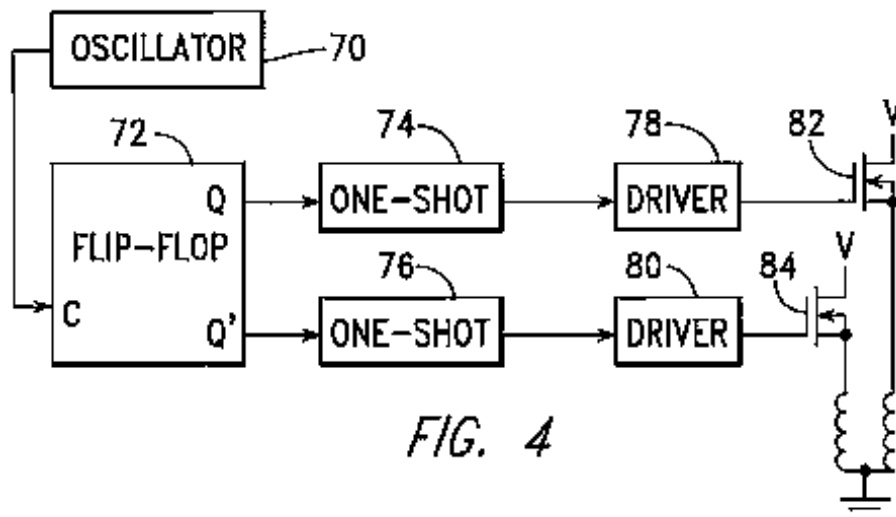 OSCILLATOR 70
72 74 78 82 V
Q ONE-SHOT DRIVER
FLIP-FLOP 76 80 84 V
C Q' ONE-SHOT DRIVER
FIG. 4